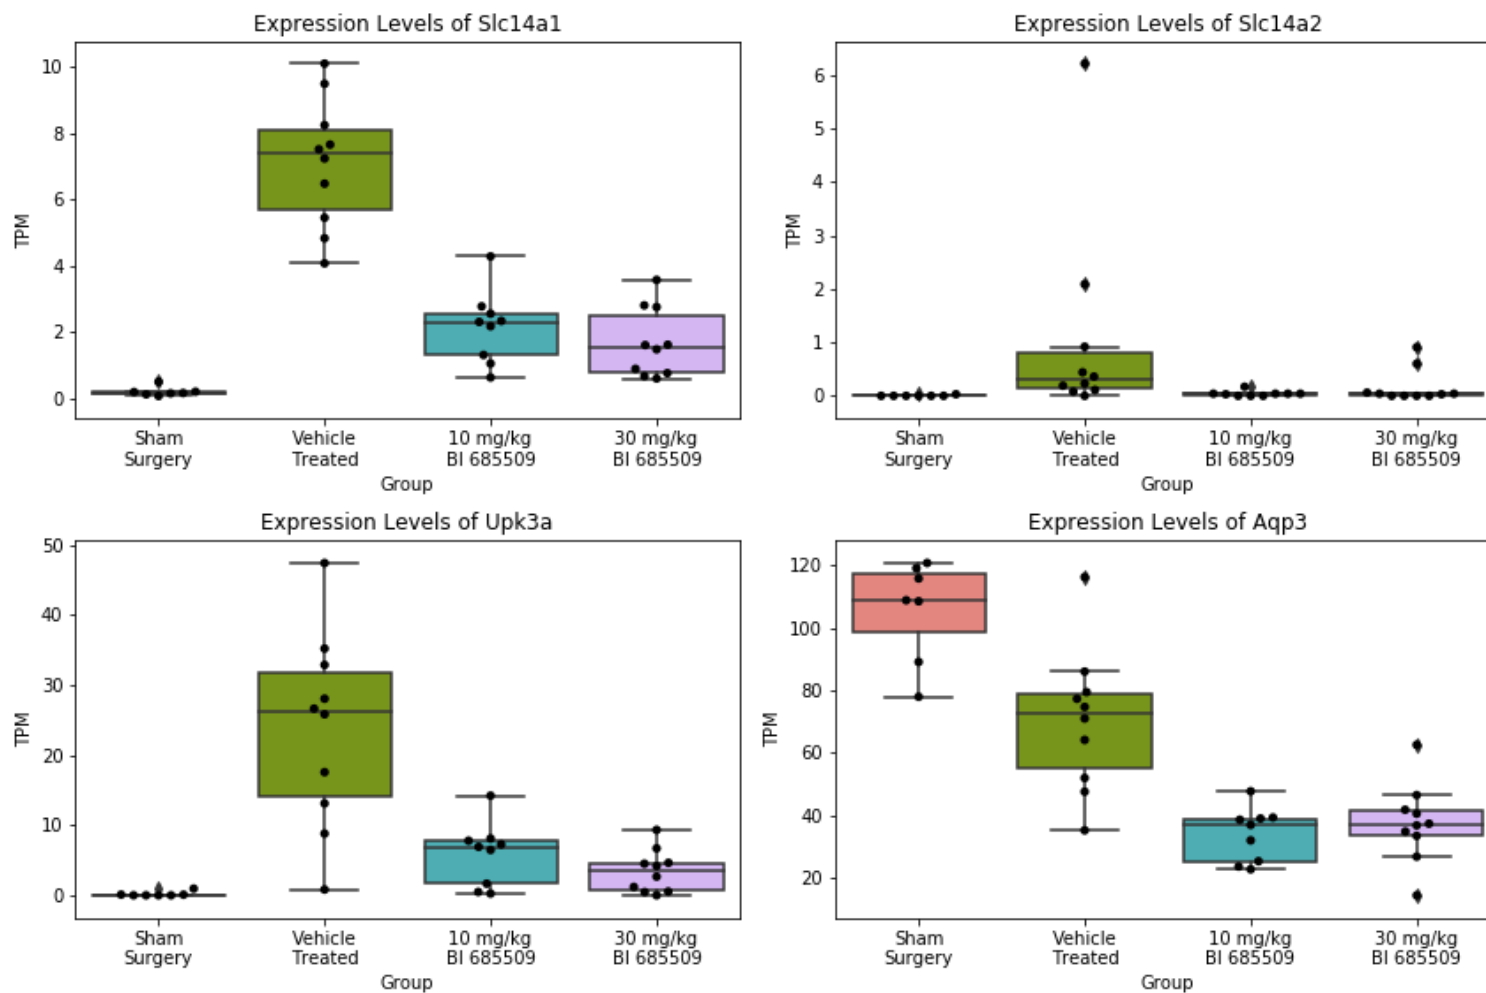 Expression Levels of Slc14a1
10
8
6
4
2
0
TPM
Sham
Surgery
Vehicle
Treated
10 mg/kg
BI 685509
30 mg/kg
BI 685509
Group
Expression Levels of Slc14a2
6
5
4
3
2
1
0
TPM
Sham
Surgery
Vehicle
Treated
10 mg/kg
BI 685509
30 mg/kg
BI 685509
Group
Expression Levels of Upk3a
50
40
30
20
10
0
TPM
Sham
Surgery
Vehicle
Treated
10 mg/kg
BI 685509
30 mg/kg
BI 685509
Group
Expression Levels of Aqp3
120
100
80
60
40
20
TPM
Sham
Surgery
Vehicle
Treated
10 mg/kg
BI 685509
30 mg/kg
BI 685509
Group